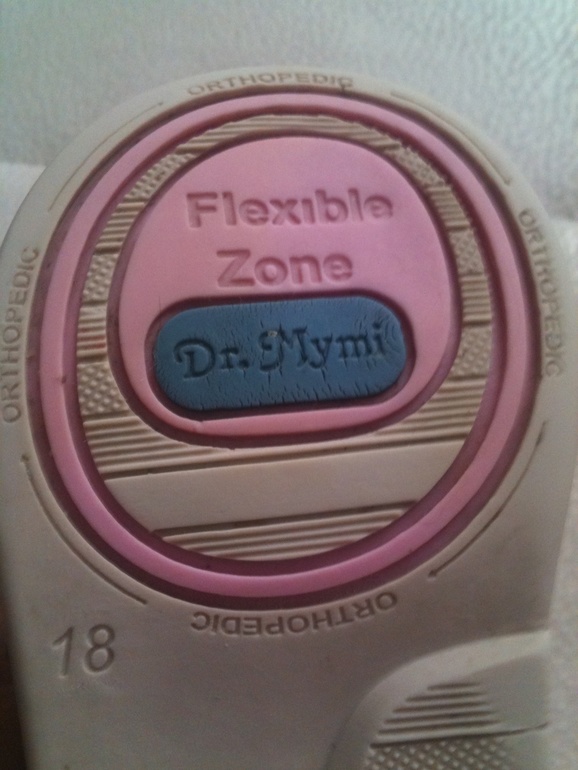 ORTHOPEDIC
Flexible
Zone
Dr. Mymi
ORTHOPEDIC
ORTHOPEDIC
ORTHOPEDIC
18